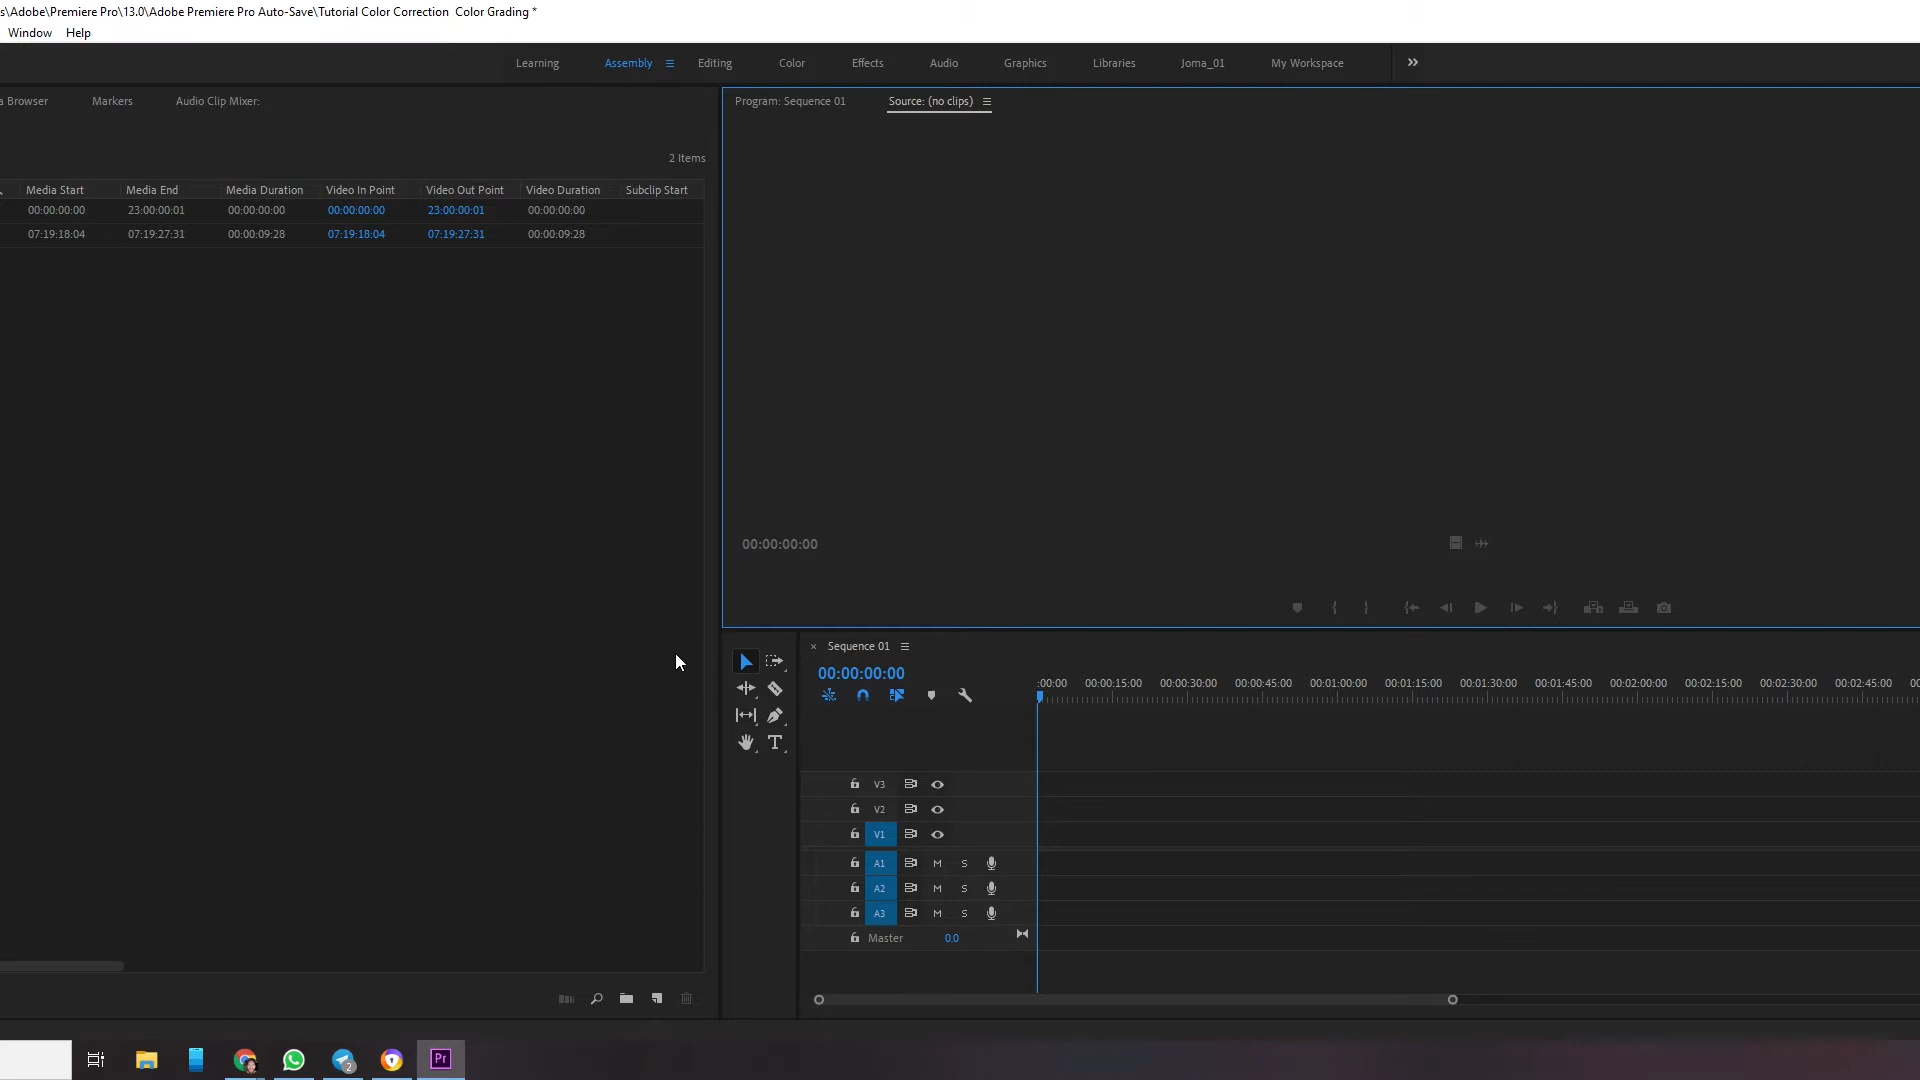 s\Adobe\Premiere Pro\13.0\Adobe Premiere Pro Auto-Save\Tutorial Color Correction  Color Grading *
Window Help
Learning Assembly Editing Color Effects Audio Graphics Libraries Joma_01 My Workspace
a Browser Markers Audio Clip Mixer:
Program: Sequence 01 Source: (no clips)
2 Items
Media Start Media End Media Duration Video In Point Video Out Point Video Duration Subclip Start
00:00:00:00 23:00:00:01 00:00:00:00 00:00:00:00 23:00:00:01 00:00:00:00
07:19:18:04 07:19:27:31 00:00:09:28 07:19:18:04 07:19:27:31 00:00:09:28
00:00:00:00
Sequence 01
00:00:00:00
:00:00 00:00:15:00 00:00:30:00 00:00:45:00 00:01:00:00 00:01:15:00 00:01:30:00 00:01:45:00 00:02:00:00 00:02:15:00 00:02:30:00 00:02:45:00 00
V3
V2
V1
A1 M S
A2 M S
A3 M S
Master 0.0
2
Pr